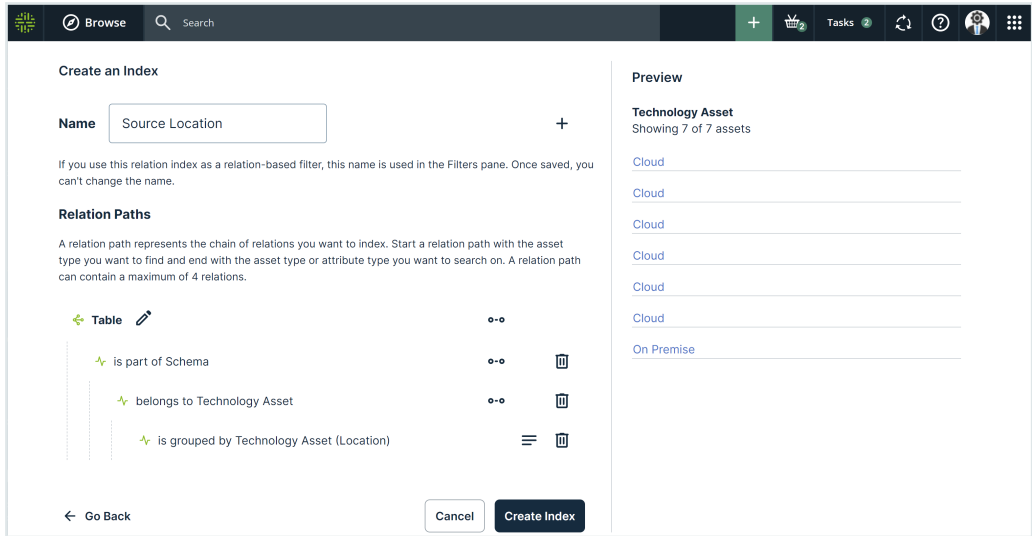 Browse
Search
2
Tasks 2
Create an Index
Name
Source Location
If you use this relation index as a relation-based filter, this name is used in the Filters pane. Once saved, you
can't change the name.
Relation Paths
A relation path represents the chain of relations you want to index. Start a relation path with the asset
type you want to find and end with the asset type or attribute type you want to search on. A relation path
can contain a maximum of 4 relations.
Table
is part of Schema
belongs to Technology Asset
is grouped by Technology Asset (Location)
Go Back
Cancel
Create Index
Preview
Technology Asset
Showing 7 of 7 assets
Cloud
Cloud
Cloud
Cloud
Cloud
Cloud
On Premise